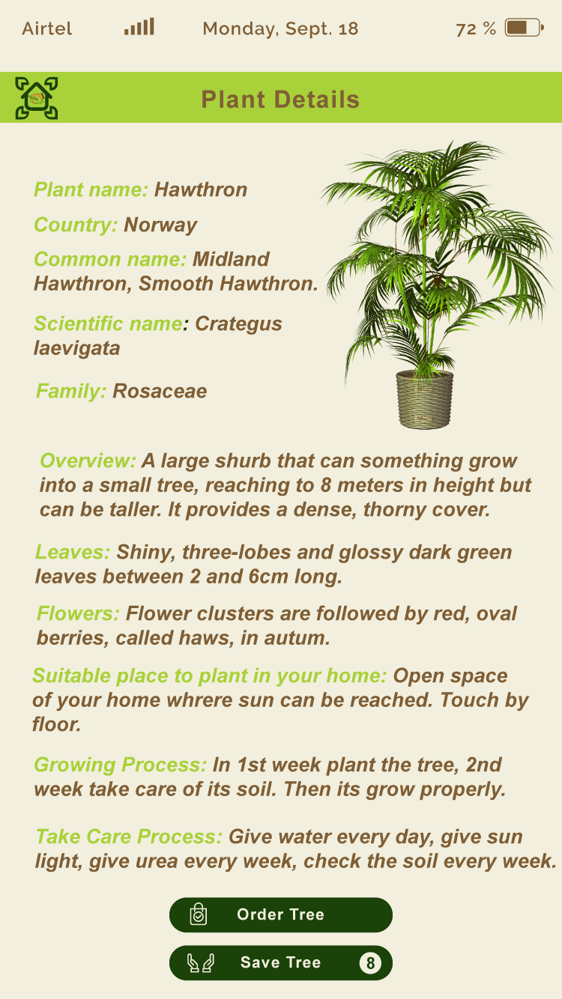 Airtel Monday, Sept. 18 72 %
Plant Details
Plant name: Hawthron
Country: Norway
Common name: Midland
Hawthron, Smooth Hawthron.
Scientific name: Crategus
laevigata
Family: Rosaceae
Overview: A large shurb that can something grow
into a small tree, reaching to 8 meters in height but
can be taller. It provides a dense, thorny cover.
Leaves: Shiny, three-lobes and glossy dark green
leaves between 2 and 6cm long.
Flowers: Flower clusters are followed by red, oval
berries, called haws, in autum.
Suitable place to plant in your home: Open space
of your home whrere sun can be reached. Touch by
floor.
Growing Process: In 1st week plant the tree, 2nd
week take care of its soil. Then its grow properly.
Take Care Process: Give water every day, give sun
light, give urea every week, check the soil every week.
Order Tree
Save Tree 8